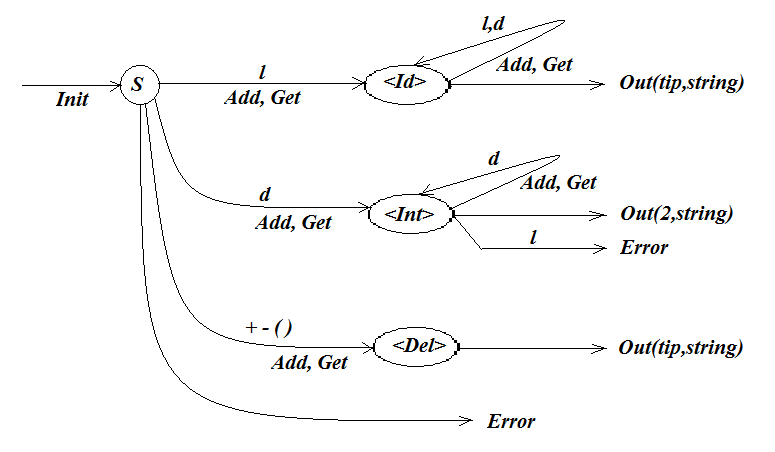 l,d
S
l
<Id>
Add, Get
Out(tip,string)
Init
Add, Get
d
d
Add, Get
<Int>
Out(2,string)
Add, Get
l
Error
+ - ( )
<Del>
Out(tip,string)
Add, Get
Error